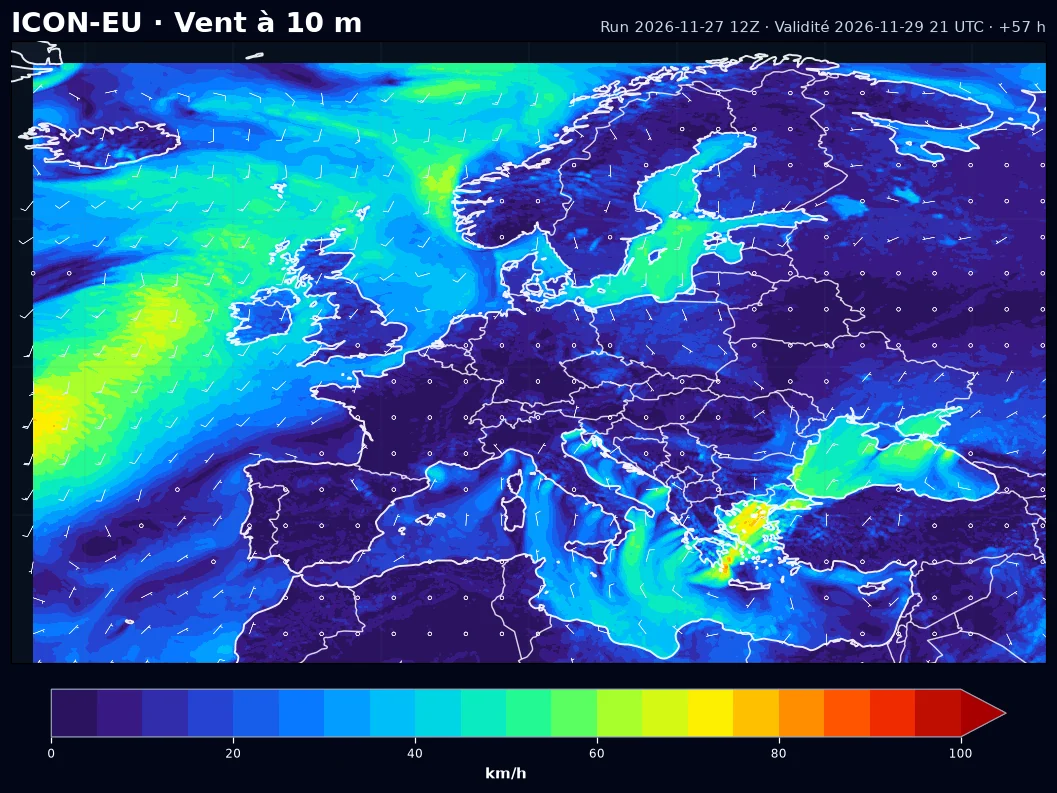 ICON-EU · Vent à 10 m
Run 2026-11-27 12Z · Validité 2026-11-29 21 UTC · +57 h
0 20 40 60 80 100
km/h